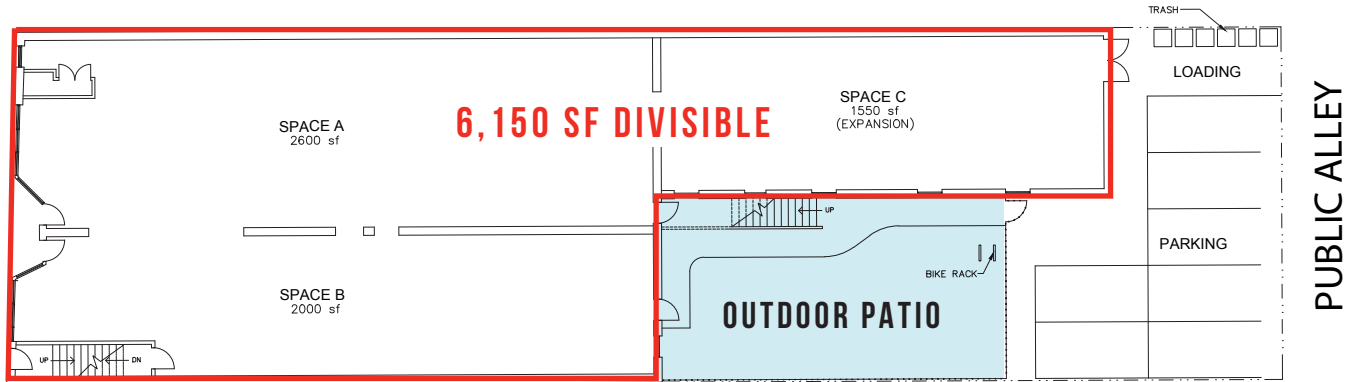 TRASH
LOADING
SPACE A
2600 sf
6,150 SF DIVISIBLE
SPACE C
1550 sf
(EXPANSION)
PUBLIC ALLEY
UP
PARKING
BIKE RACK
SPACE B
2000 sf
OUTDOOR PATIO
UP
DN